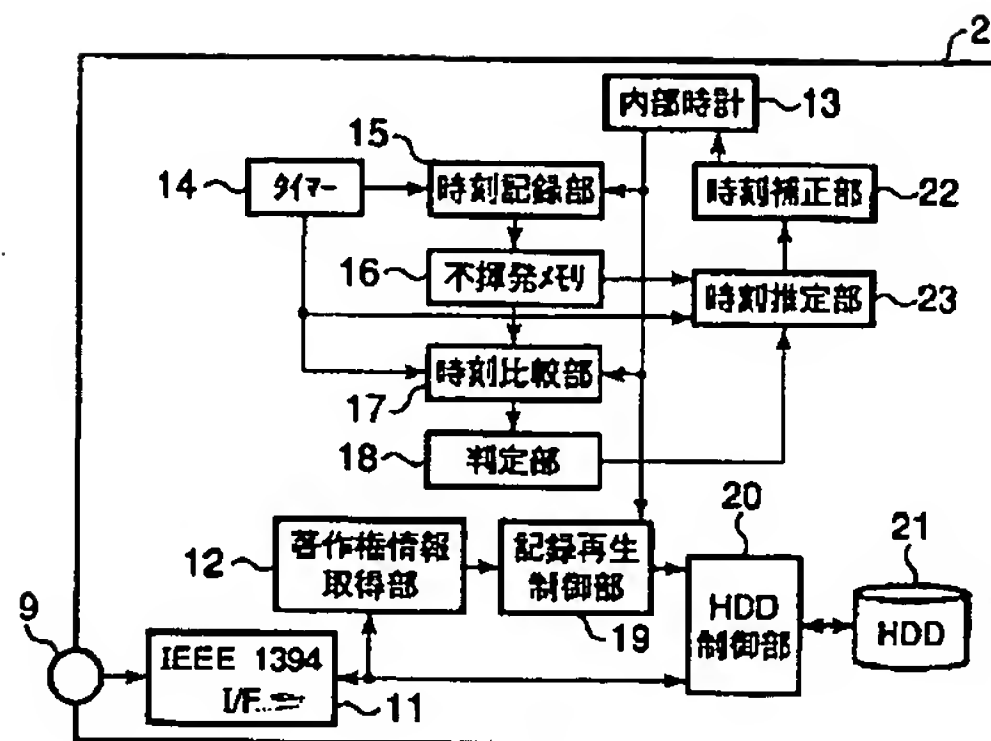 2
内部時計 13
15
14 タイマー
時刻記録部
時刻補正部 22
16 不揮発メモリ
時刻推定部 23
時刻比較部
17
18 判定部
20
21
12 著作権情報
取得部
記録再生
制御部
19
HDD
制御部
HDD
9
IEEE 1394
I/F
11